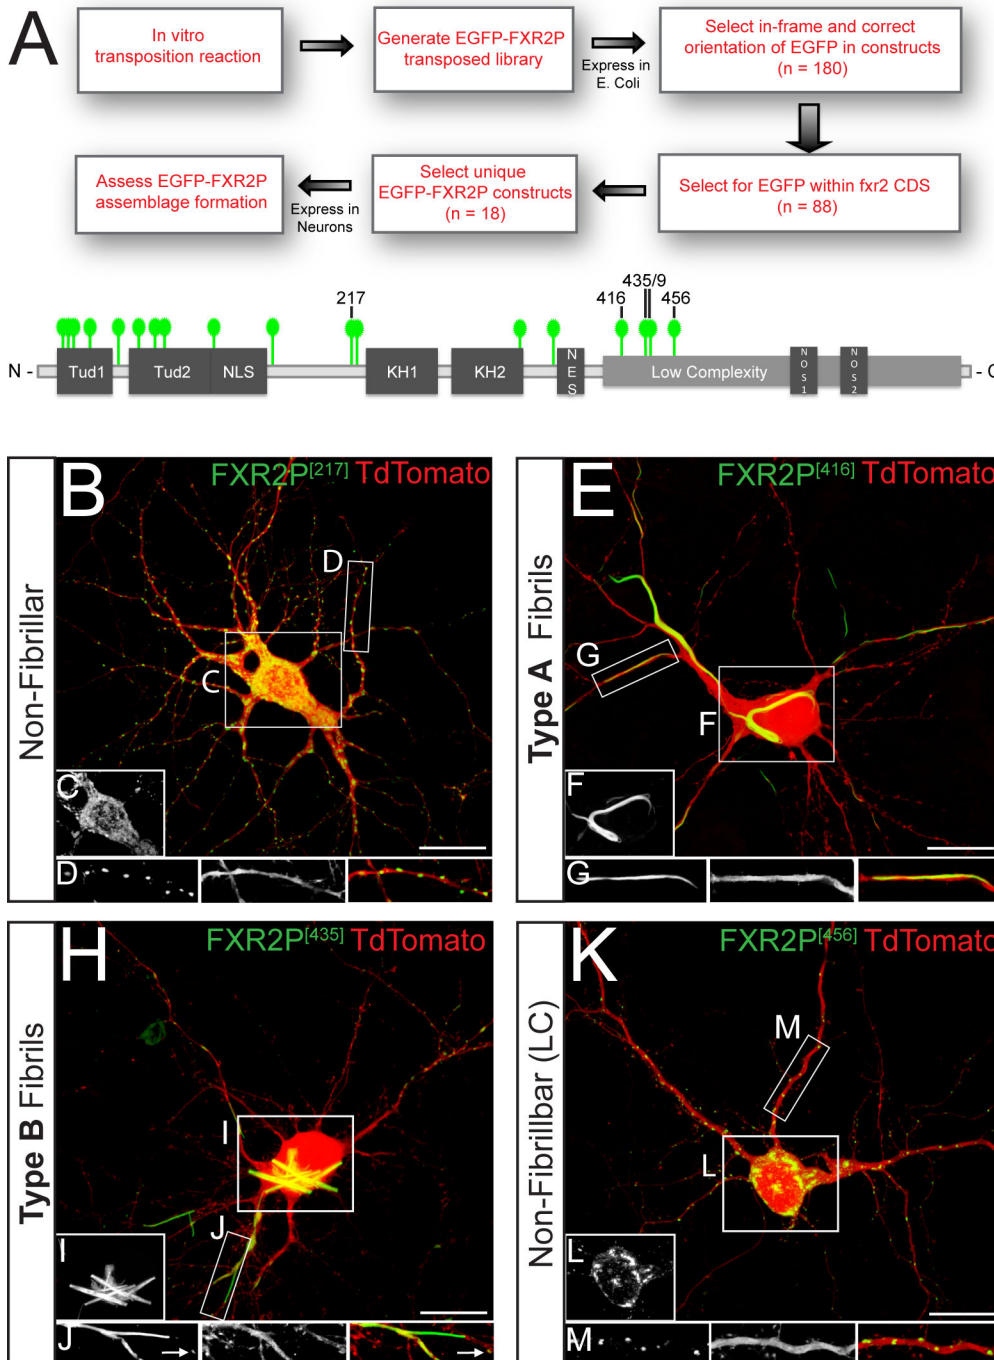 A
In vitro
transposition reaction
Generate EGFP-FXR2P
transposed library
Express in
E. Coli
Select in-frame and correct
orientation of EGFP in constructs
(n = 180)
Assess EGFP-FXR2P
assemblage formation
Express in
Neurons
Select unique
EGFP-FXR2P constructs
(n = 18)
Select for EGFP within fxr2 CDS
(n = 88)
217
416
435/9
456
N -
Tud1
Tud2
NLS
KH1
KH2
NES
Low Complexity
NOS1
NOS2
- C
Non-Fibrillar
B
FXR2P[217] TdTomato
D
C
C
D
Type A Fibrils
E
FXR2P[416] TdTomato
G
F
F
G
Type B Fibrils
H
FXR2P[435] TdTomato
I
J
I
J
Non-Fibrillbar (LC)
K
FXR2P[456] TdTomato
M
L
L
M